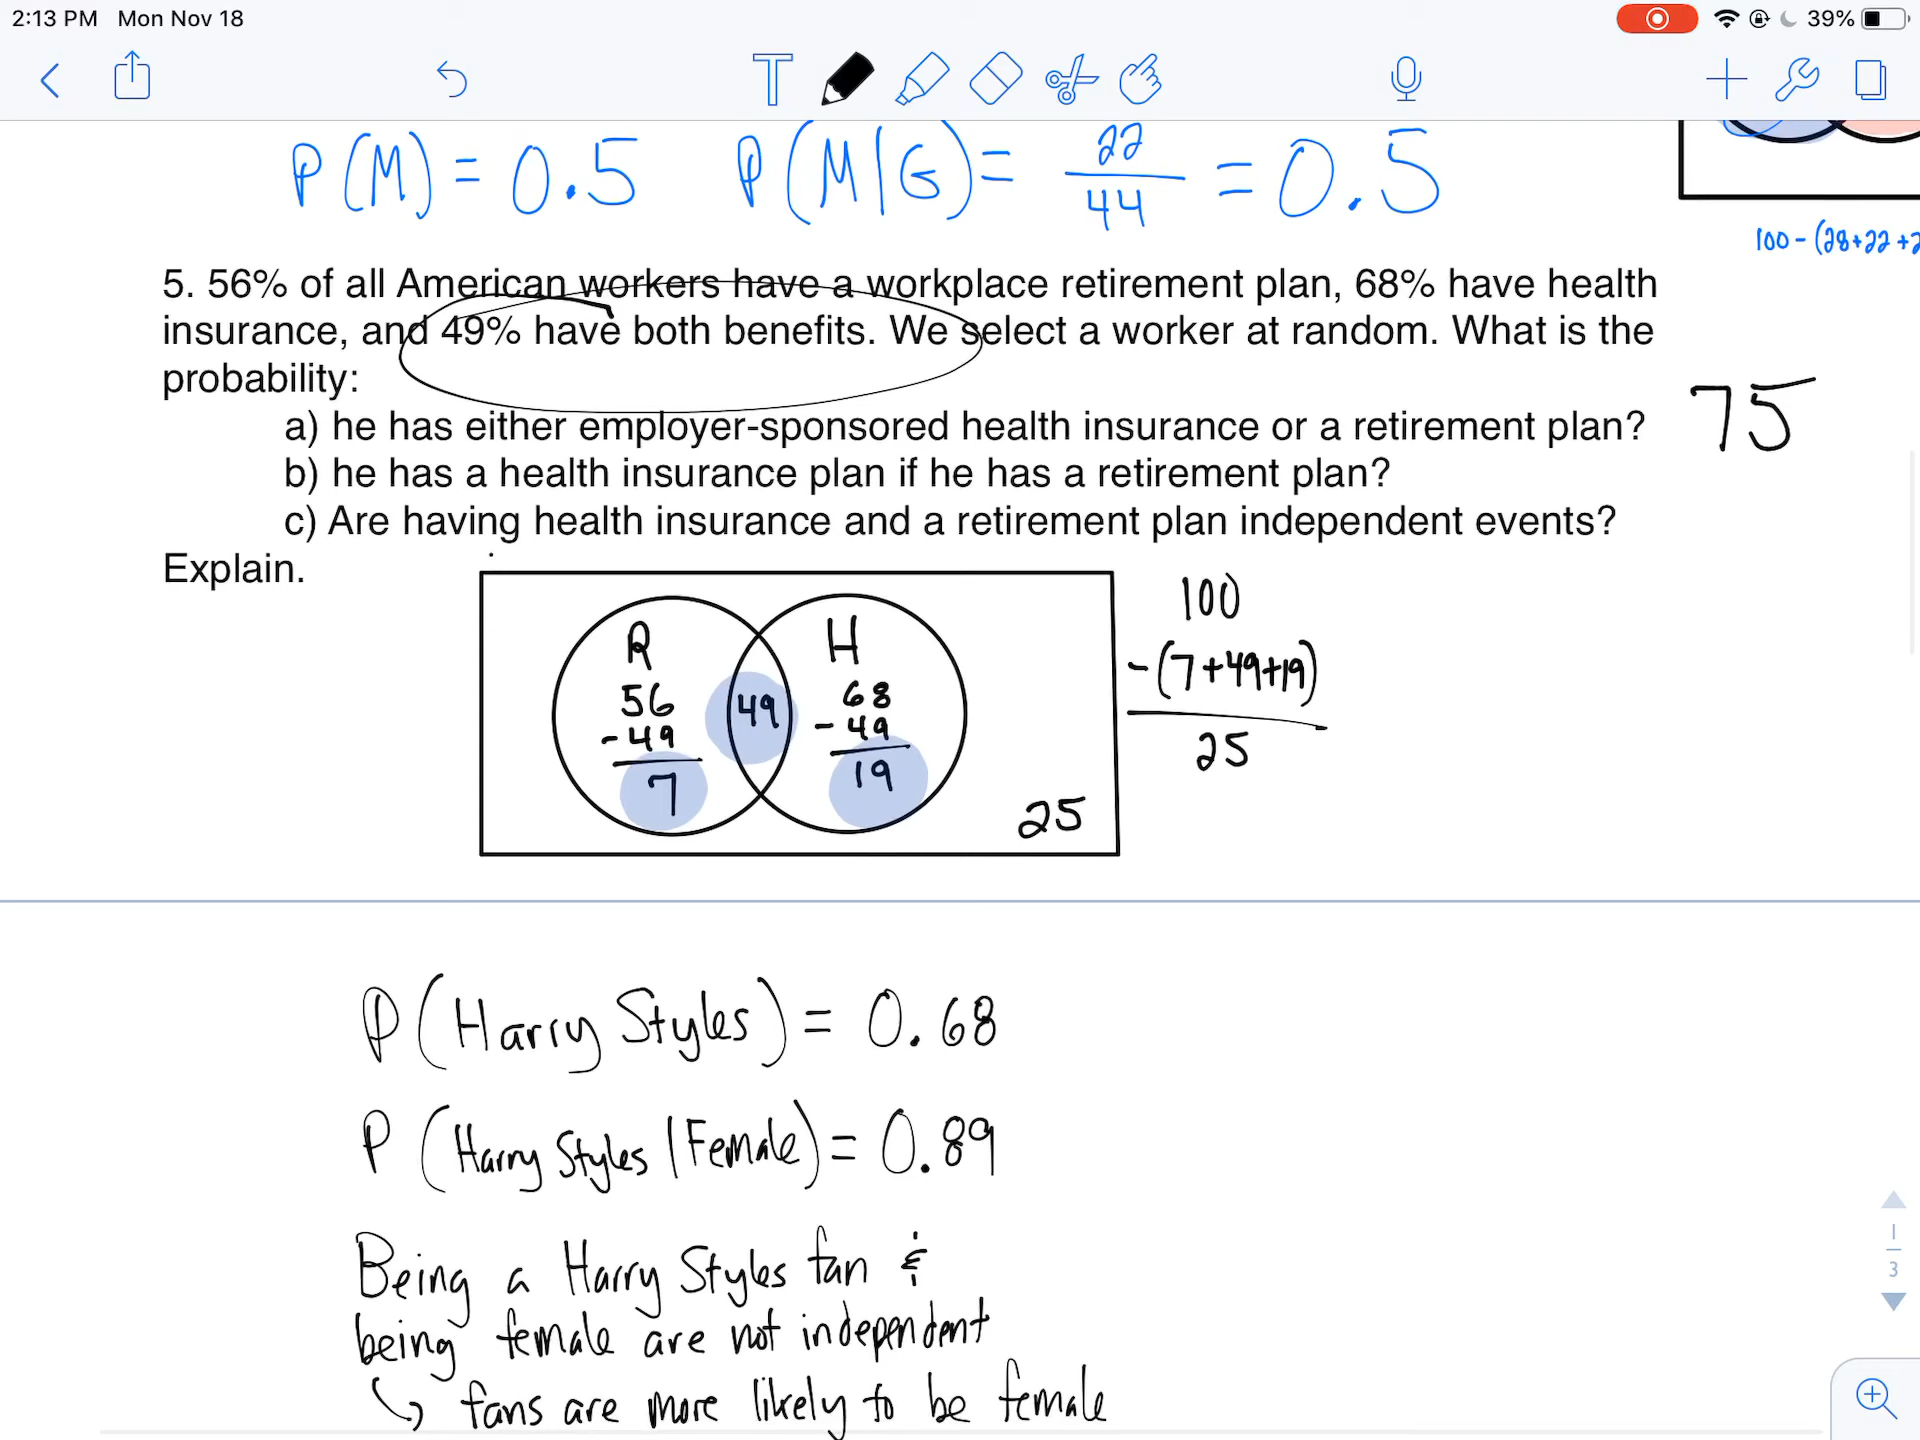 2:13 PM Mon Nov 18
39%
T
P(M) = 0.5 P(M|G) = 22/44 = 0.5
100-(28+22+2
5. 56% of all American workers have a workplace retirement plan, 68% have health
insurance, and 49% have both benefits. We select a worker at random. What is the
probability:
a) he has either employer-sponsored health insurance or a retirement plan?
75
b) he has a health insurance plan if he has a retirement plan?
c) Are having health insurance and a retirement plan independent events?
Explain.
R
56
-49
7
49
H
68
-49
19
25
100
-(7+49+19)
25
P(Harry Styles) = 0.68
P(Harry Styles|Female) = 0.89
Being a Harry Styles fan &
being female are not independent
↳ fans are more likely to be female
1
3